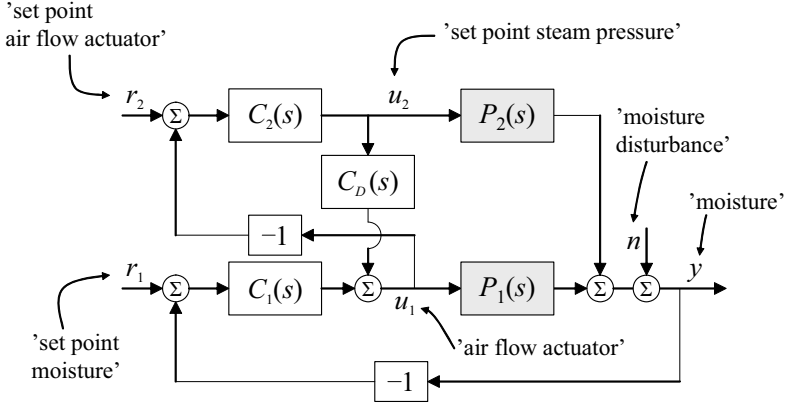 'set point
air flow actuator'
'set point steam pressure'
r2
Σ
C2(s)
u2
P2(s)
'moisture
disturbance'
CD(s)
'moisture'
−1
n
r1
Σ
C1(s)
Σ
u1
P1(s)
Σ
Σ
y
'set point
moisture'
'air flow actuator'
−1